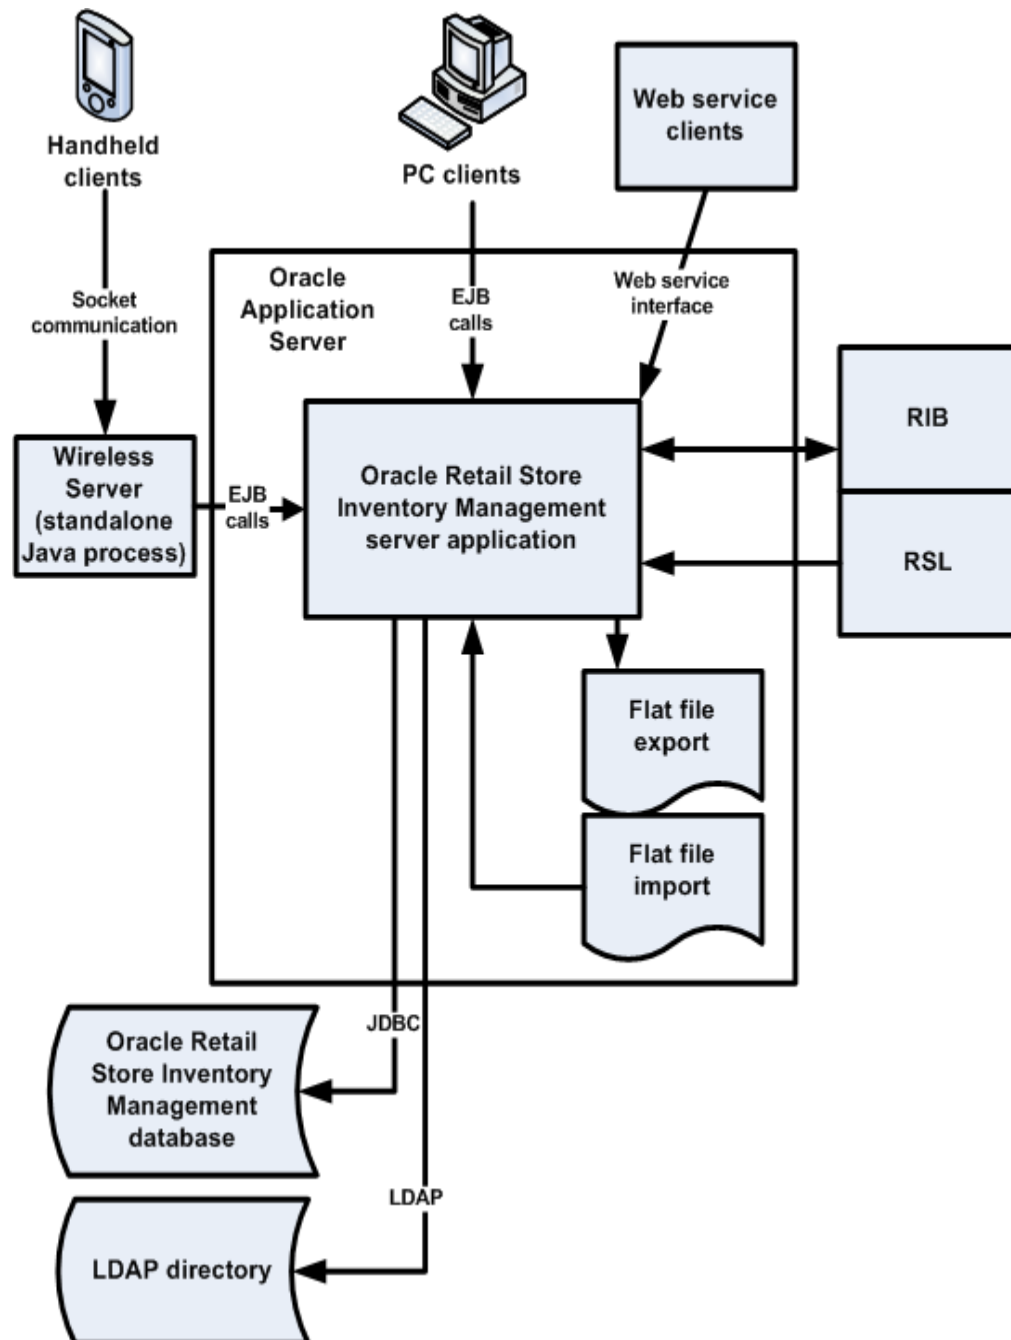 Handheld
clients
PC clients
Web service
clients
Oracle
Application
Server
Socket
communication
EJB
calls
Web service
interface
Wireless
Server
(standalone
Java process)
EJB
calls
Oracle Retail Store
Inventory Management
server application
RIB
RSL
Flat file
export
Flat file
import
JDBC
Oracle Retail
Store Inventory
Management
database
LDAP
LDAP directory